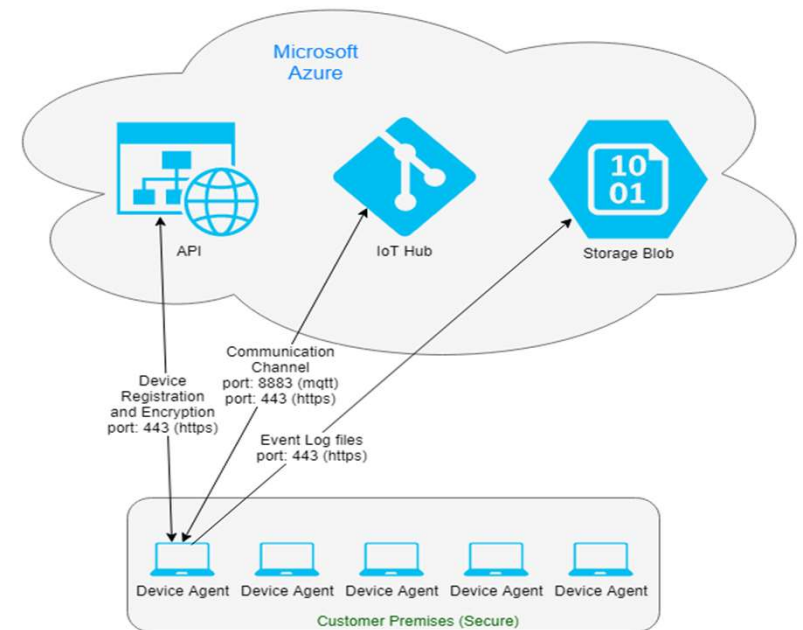 Microsoft
Azure
10
01
API
IoT Hub
Storage Blob
Communication
Channel
port: 8883 (mqtt)
port: 443 (https)
Device
Registration
and Encryption
port: 443 (https)
Event Log files
port: 443 (https)
Device Agent
Device Agent
Device Agent
Device Agent
Device Agent
Customer Premises (Secure)